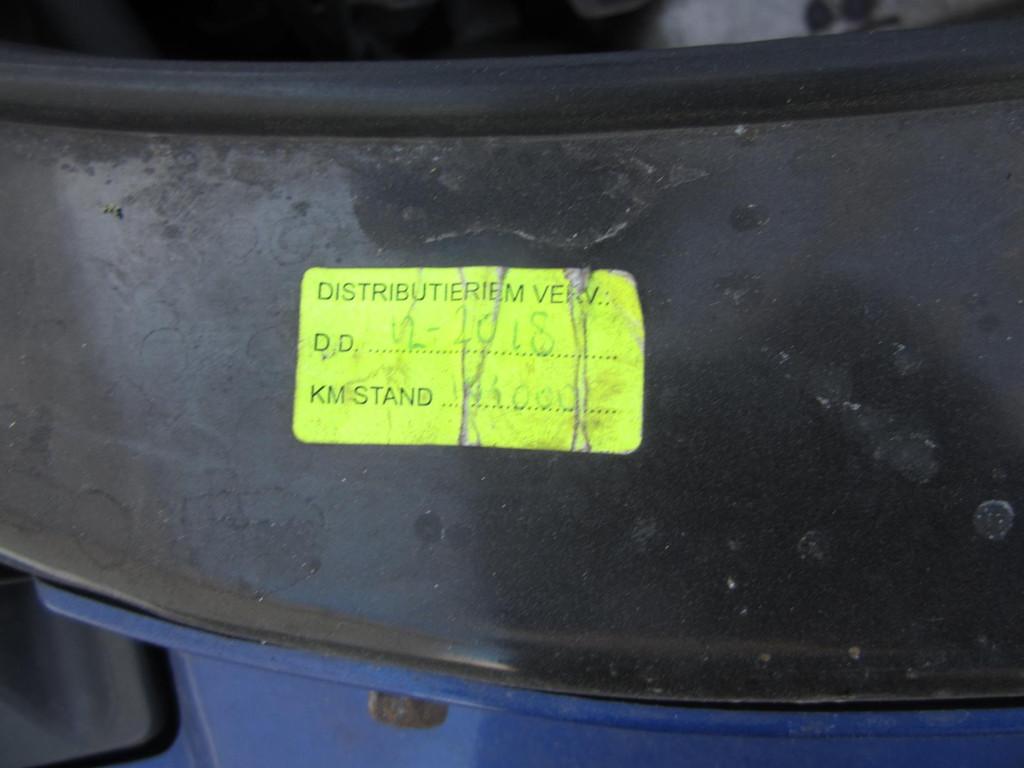 DISTRIBUTIERIEM VERV.:
D.D. 12-2018
KM STAND